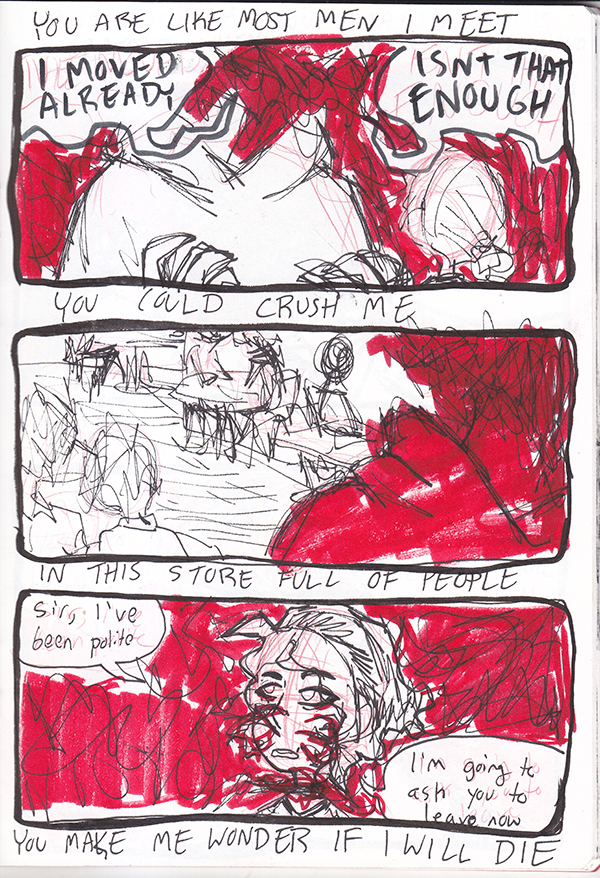 YOU ARE LIKE MOST MEN I MEET
I MOVED
ALREADY
ISNT THAT
ENOUGH
YOU COULD CRUSH ME
IN THIS STORE FULL OF PEOPLE
Sir, I've
been polite
I'm going to
ask you to
leave now
YOU MAKE ME WONDER IF I WILL DIE